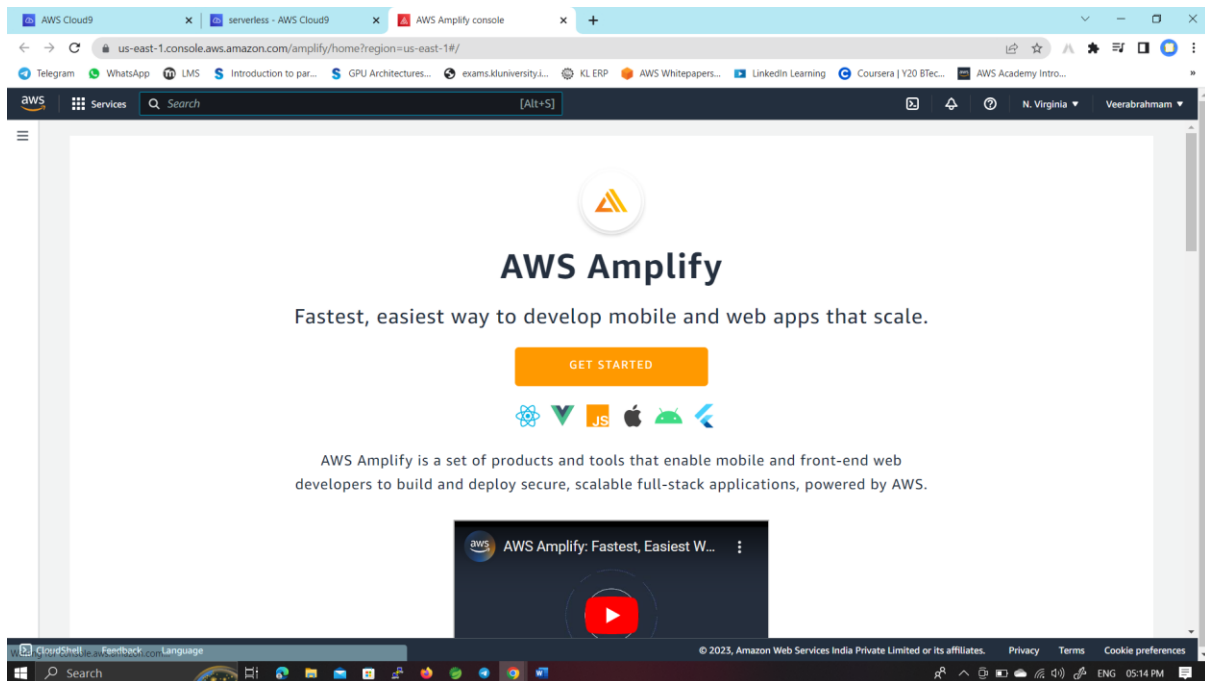 AWS Cloud9
serverless - AWS Cloud9
AWS Amplify console
us-east-1.console.aws.amazon.com/amplify/home?region=us-east-1#/
Telegram WhatsApp LMS Introduction to par... GPU Architectures... exams.kluniversity.i... KL ERP AWS Whitepapers... LinkedIn Learning Coursera | Y20 BTec... AWS Academy Intro... »
aws Services Search [Alt+S] N. Virginia Veerabrahmam
AWS Amplify
Fastest, easiest way to develop mobile and web apps that scale.
GET STARTED
JS
AWS Amplify is a set of products and tools that enable mobile and front-end web
developers to build and deploy secure, scalable full-stack applications, powered by AWS.
aws AWS Amplify: Fastest, Easiest W...
CloudShell Feedback Language © 2023, Amazon Web Services India Private Limited or its affiliates. Privacy Terms Cookie preferences
Search ENG 05:14 PM